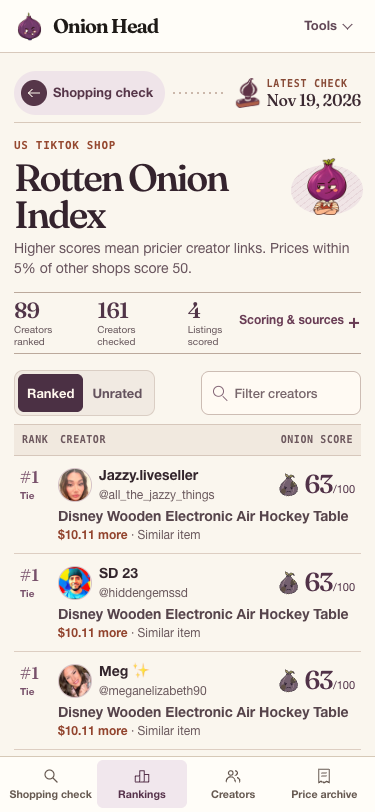 Onion Head
Tools
Shopping check
LATEST CHECK
Nov 19, 2026
US TIKTOK SHOP
Rotten Onion
Index
Higher scores mean pricier creator links. Prices within
5% of other shops score 50.
89
Creators
ranked
161
Creators
checked
4
Listings
scored
Scoring & sources +
Ranked
Unrated
Filter creators
RANK CREATOR ONION SCORE
#1
Tie
Jazzy.liveseller
@all_the_jazzy_things
63/100
Disney Wooden Electronic Air Hockey Table
$10.11 more · Similar item
#1
Tie
SD 23
@hiddengemssd
63/100
Disney Wooden Electronic Air Hockey Table
$10.11 more · Similar item
#1
Tie
Meg ✨
@meganelizabeth90
63/100
Disney Wooden Electronic Air Hockey Table
$10.11 more · Similar item
Shopping check
Rankings
Creators
Price archive